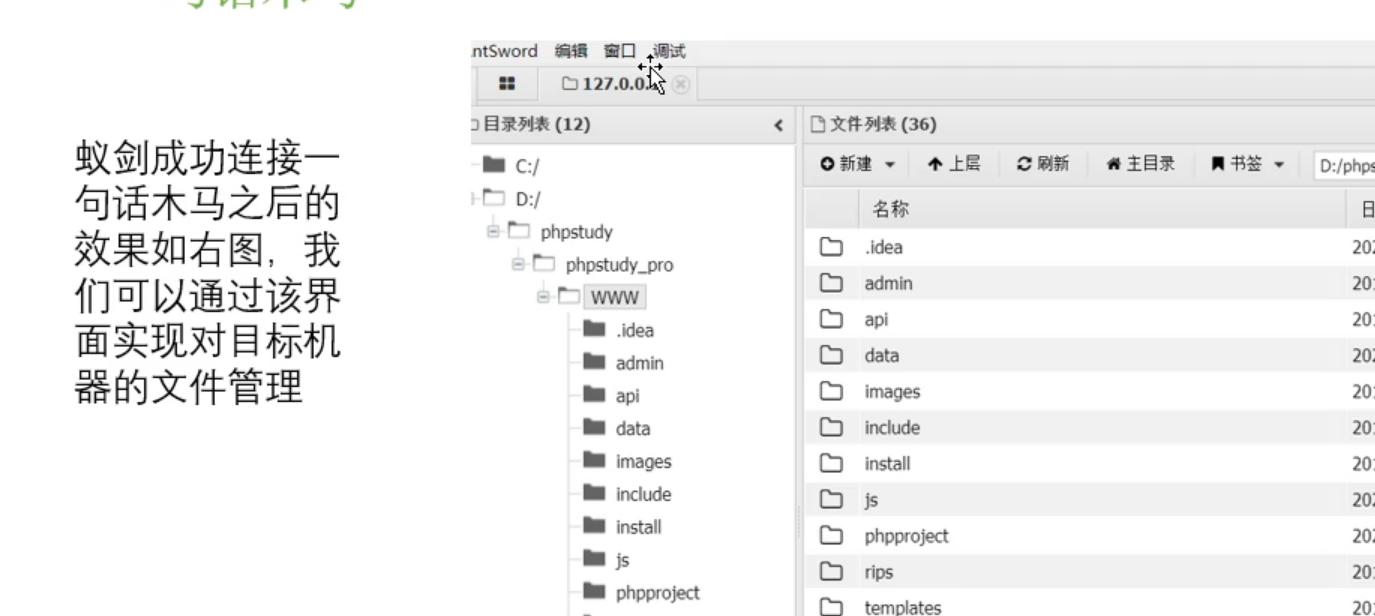 句话木马
蚁剑成功连接一
句话木马之后的
效果如右图，我
们可以通过该界
面实现对目标机
器的文件管理
ntSword 编辑 窗口 调试
127.0.0.
目录列表 (12)
C:/
D:/
phpstudy
phpstudy_pro
WWW
.idea
admin
api
data
images
include
install
js
phpproject
文件列表 (36)
新建 上层 刷新 主目录 书签 D:/phps
名称 日
.idea 202
admin 201
api 201
data 202
images 201
include 201
install 201
js 202
phpproject 202
rips 201
templates 201